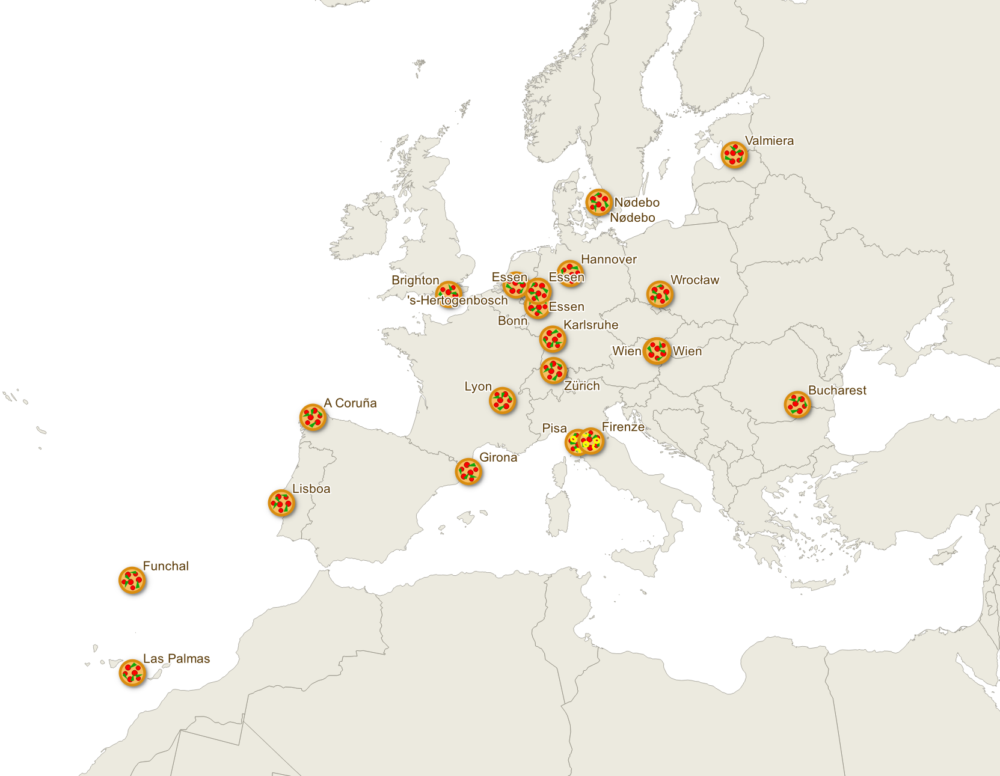 Valmiera
Nødebo
Nødebo
Hannover
Essen
Essen
Brighton
Wrocław
's-Hertogenbosch
Essen
Bonn
Karlsruhe
Wien
Wien
Lyon
Zürich
Bucharest
A Coruña
Pisa
Firenze
Girona
Lisboa
Funchal
Las Palmas